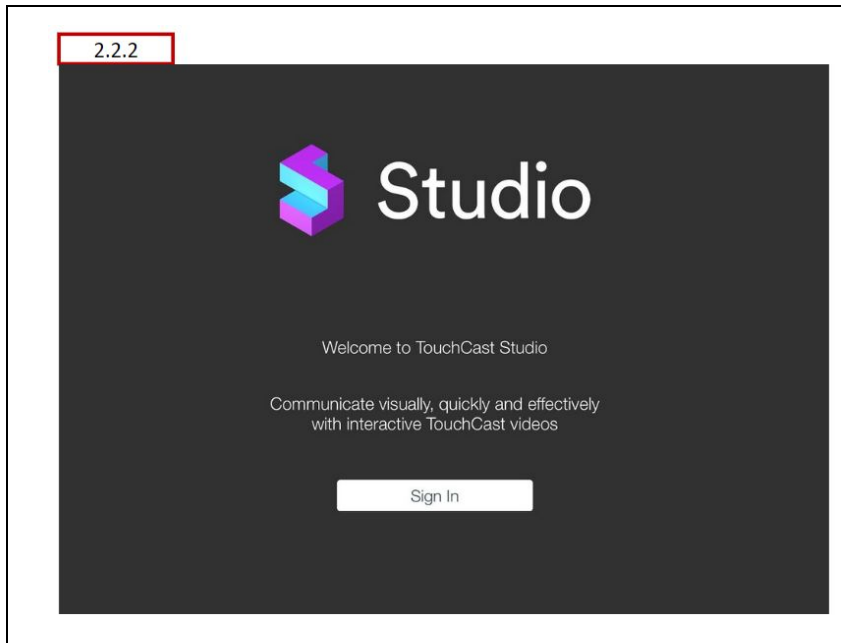 2.2.2
Studio
Welcome to TouchCast Studio
Communicate visually, quickly and effectively
with interactive TouchCast videos
Sign In